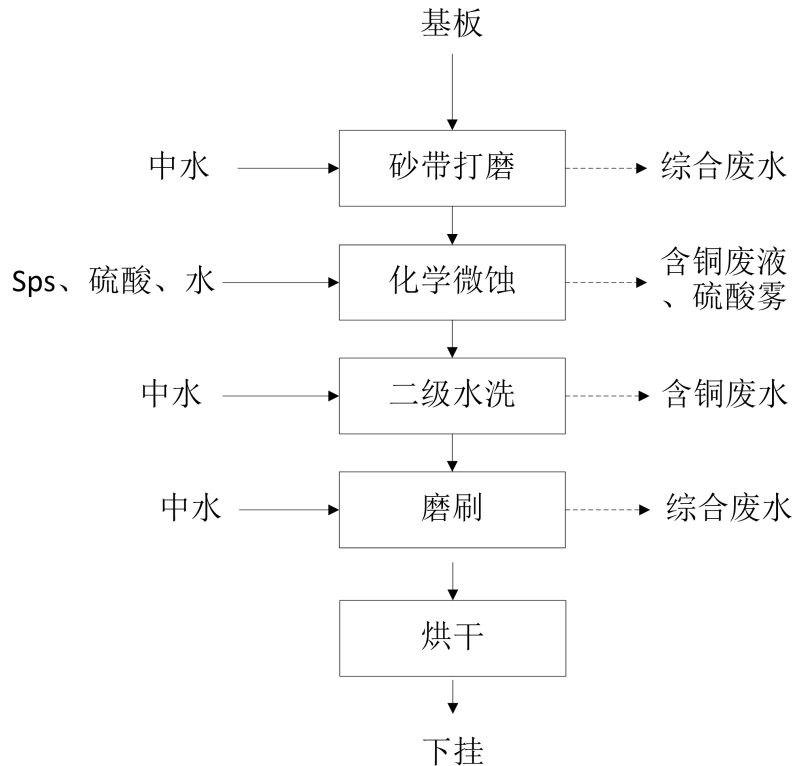 基板
中水
砂带打磨
综合废水
Sps、硫酸、水
化学微蚀
含铜废液
、硫酸雾
中水
二级水洗
含铜废水
中水
磨刷
综合废水
烘干
下挂